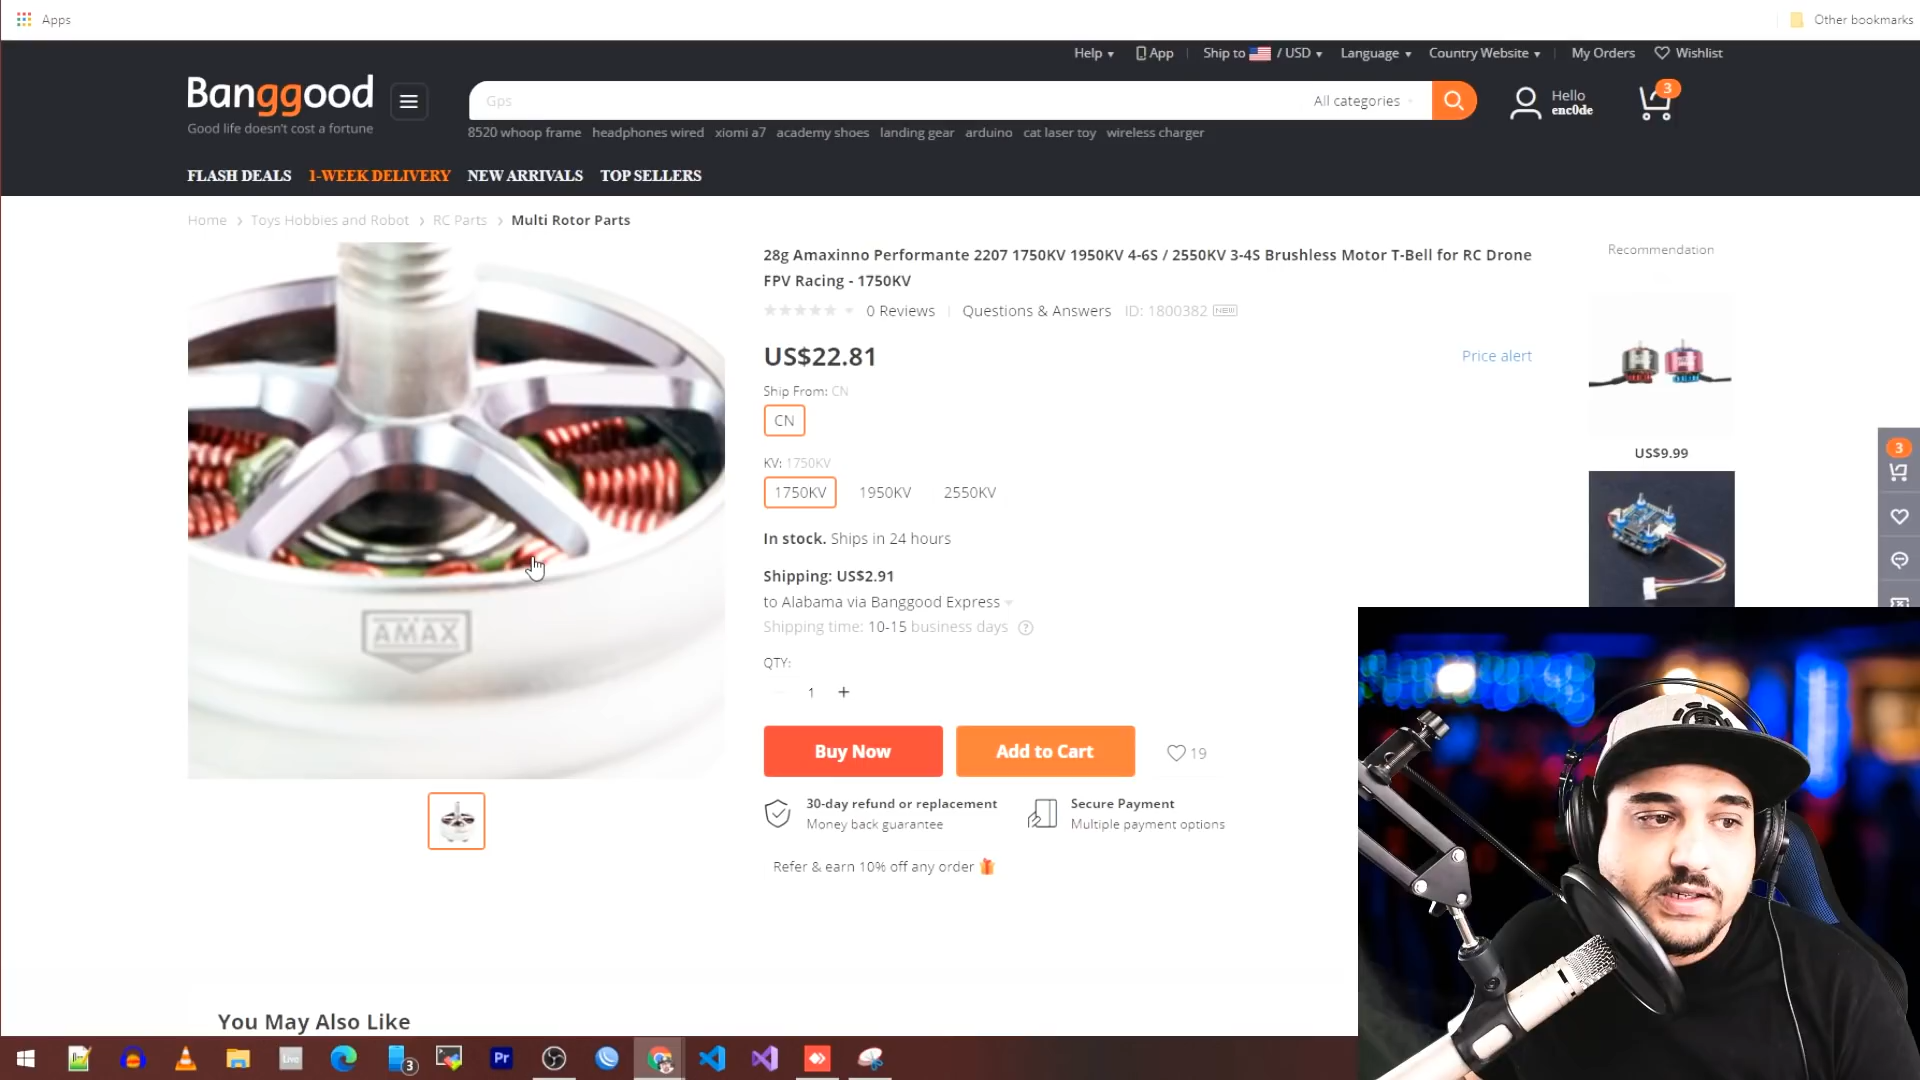 Apps
Other bookmarks
Help
App
Ship to / USD
Language
Country Website
My Orders
Wishlist
Banggood
Good life doesn't cost a fortune
Gps
All categories
Hello
enc0de
3
8520 whoop frame headphones wired xiomi a7 academy shoes landing gear arduino cat laser toy wireless charger
FLASH DEALS 1-WEEK DELIVERY NEW ARRIVALS TOP SELLERS
Home > Toys Hobbies and Robot > RC Parts > Multi Rotor Parts
AMAX
28g Amaxinno Performante 2207 1750KV 1950KV 4-6S / 2550KV 3-4S Brushless Motor T-Bell for RC Drone
FPV Racing - 1750KV
0 Reviews | Questions & Answers ID: 1800382 NEW
US$22.81
Price alert
Ship From: CN
CN
KV: 1750KV
1750KV 1950KV 2550KV
In stock. Ships in 24 hours
Shipping: US$2.91
to Alabama via Banggood Express
Shipping time: 10-15 business days ?
QTY:
1 +
Buy Now
Add to Cart
19
30-day refund or replacement
Money back guarantee
Secure Payment
Multiple payment options
Refer & earn 10% off any order
Recommendation
US$9.99
3
You May Also Like
Live
3
Pr